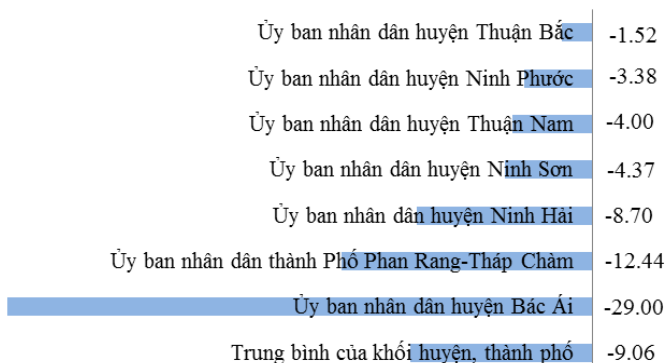 Ủy ban nhân dân huyện Thuận Bắc -1.52
Ủy ban nhân dân huyện Ninh Phước -3.38
Ủy ban nhân dân huyện Thuận Nam -4.00
Ủy ban nhân dân huyện Ninh Sơn -4.37
Ủy ban nhân dân huyện Ninh Hải -8.70
Ủy ban nhân dân thành Phố Phan Rang-Tháp Chàm -12.44
Ủy ban nhân dân huyện Bác Ái -29.00
Trung bình của khối huyện, thành phố -9.06